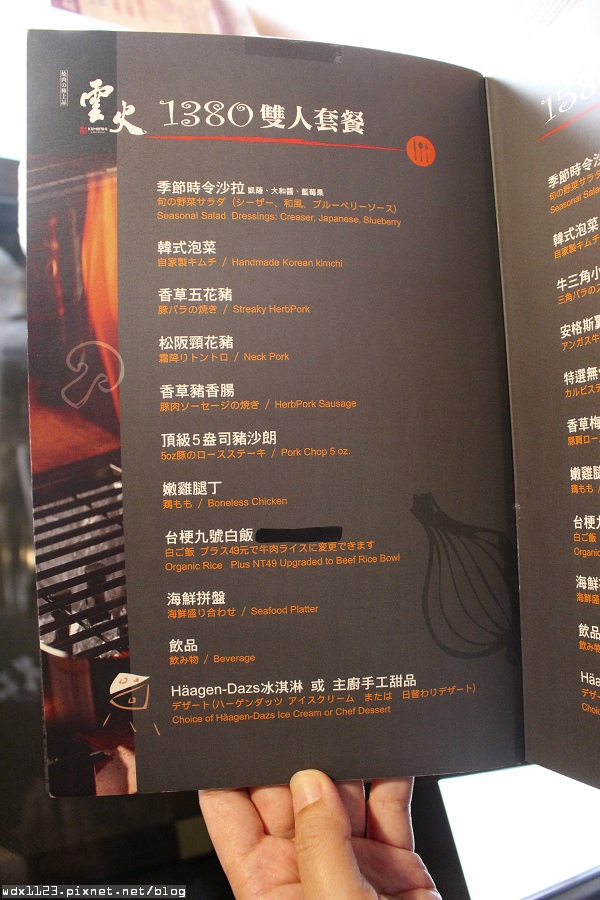 燒肉の極上品
雲火
1380 雙人套餐
季節時令沙拉 凱薩、大和醬、藍莓果
旬の野菜サラダ（シーザー、和風、ブルーベリーソース）
Seasonal Salad Dressings: Creaser, Japanese, Blueberry
韓式泡菜
自家製キムチ / Handmade Korean kimchi
香草五花豬
豚バラの焼き / Streaky HerbPork
松阪頸花豬
霜降りトントロ / Neck Pork
香草豬香腸
豚肉ソーセージの焼き / HerbPork Sausage
頂級5盎司豬沙朗
5oz豚のロースステーキ / Pork Chop 5 oz.
嫩雞腿丁
鶏もも / Boneless Chicken
台梗九號白飯
白ご飯 プラス49元で牛肉ライスに変更できます
Organic Rice Plus NT49 Upgraded to Beef Rice Bowl
海鮮拼盤
海鮮盛り合わせ / Seafood Platter
飲品
飲み物 / Beverage
Häagen-Dazs冰淇淋 或 主廚手工甜品
デザート（ハーゲンダッツ アイスクリーム または 日替わりデザート）
Choice of Häagen-Dazs Ice Cream or Chef Dessert
158
季節時令
旬の野菜サラダ
Seasonal Salad
韓式泡菜
自家製キムチ
牛三角小
三角バラの
安格斯
アンガス牛
特選無
カルビステ
香草梅
豚肩ロー
嫩雞
鶏もも /
台梗
白ご飯
Organic
海鮮
海鮮
飲品
飲み
Häa
デザ
Choic
wdx1123.pixnet.net/blog